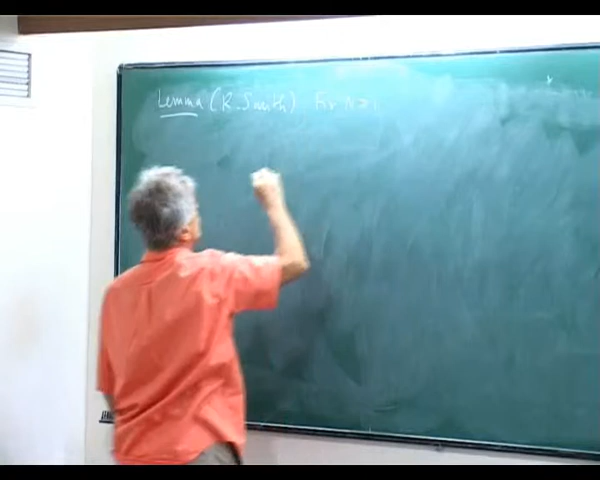 Lemma (R. Smith) For n ≥ 1